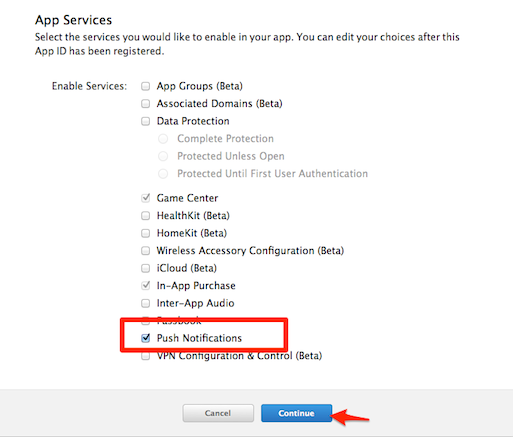 App Services
Select the services you would like to enable in your app. You can edit your choices after this
App ID has been registered.
Enable Services:
App Groups (Beta)
Associated Domains (Beta)
Data Protection
Complete Protection
Protected Unless Open
Protected Until First User Authentication
Game Center
HealthKit (Beta)
HomeKit (Beta)
Wireless Accessory Configuration (Beta)
iCloud (Beta)
In-App Purchase
Inter-App Audio
Passbook
Push Notifications
VPN Configuration & Control (Beta)
Cancel
Continue